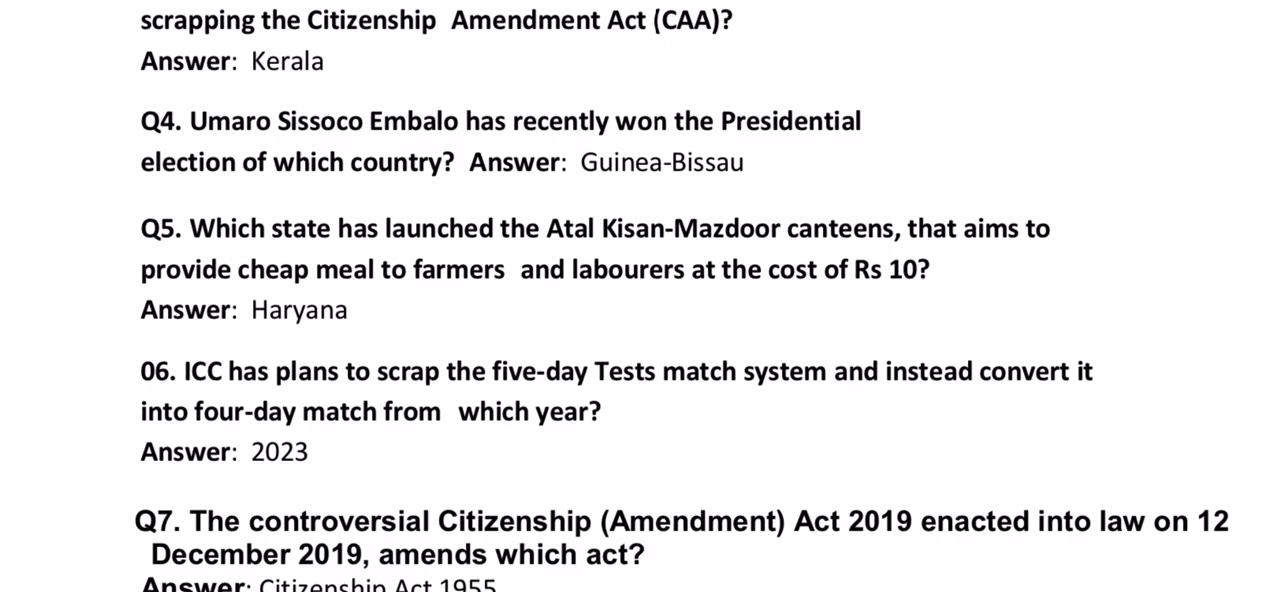 scrapping the Citizenship Amendment Act (CAA)?
Answer: Kerala
Q4. Umaro Sissoco Embalo has recently won the Presidential
election of which country? Answer: Guinea-Bissau
Q5. Which state has launched the Atal Kisan-Mazdoor canteens, that aims to
provide cheap meal to farmers and labourers at the cost of Rs 10?
Answer: Haryana
06. ICC has plans to scrap the five-day Tests match system and instead convert it
into four-day match from which year?
Answer: 2023
Q7. The controversial Citizenship (Amendment) Act 2019 enacted into law on 12
December 2019, amends which act?
Answer: Citizenship Act 1955